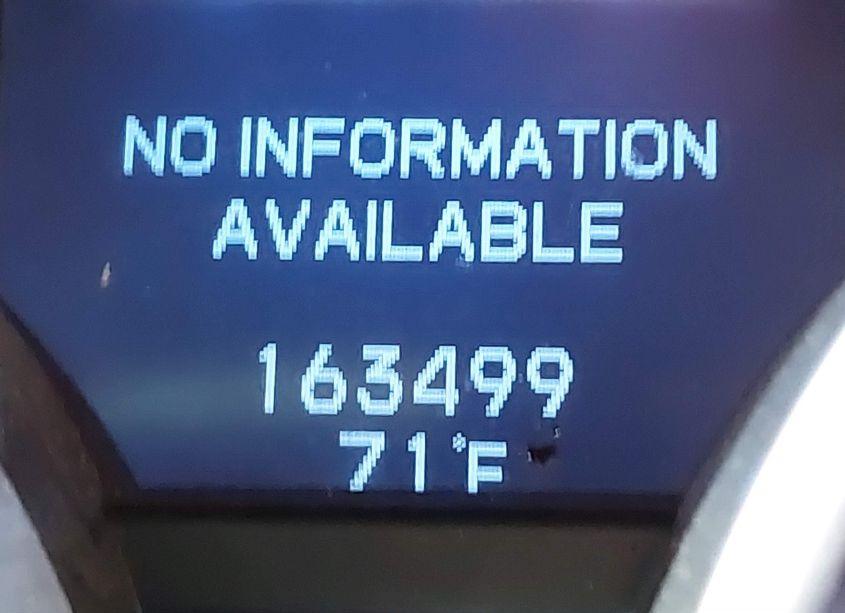 NO INFORMATION
AVAILABLE
163499
71°F